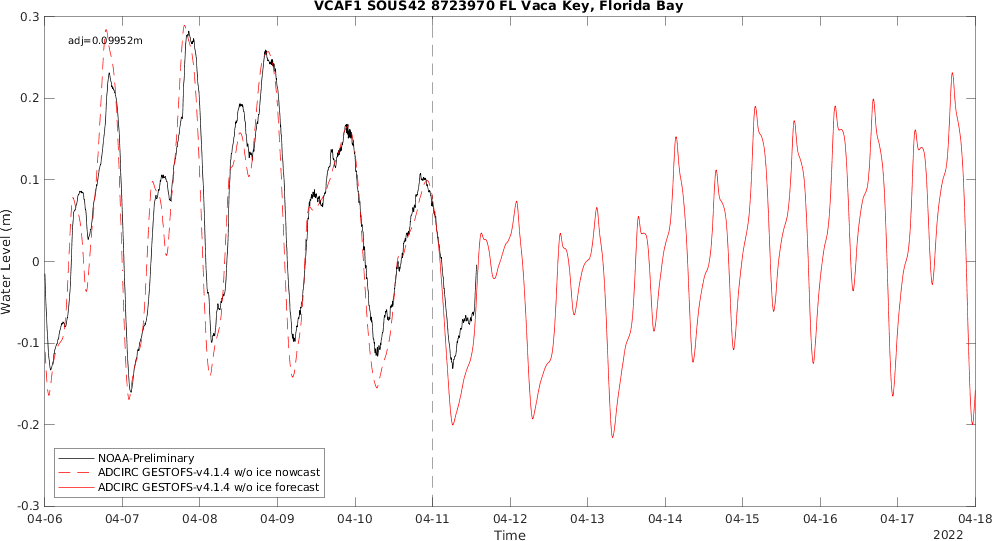 VCAF1 SOUS42 8723970 FL Vaca Key, Florida Bay
adj=0.09952m
Water Level (m)
0.3
0.2
0.1
0
-0.1
-0.2
-0.3
NOAA-Preliminary
ADCIRC GESTOFS-v4.1.4 w/o ice nowcast
ADCIRC GESTOFS-v4.1.4 w/o ice forecast
04-06 04-07 04-08 04-09 04-10 04-11 04-12 04-13 04-14 04-15 04-16 04-17 04-18
Time
2022